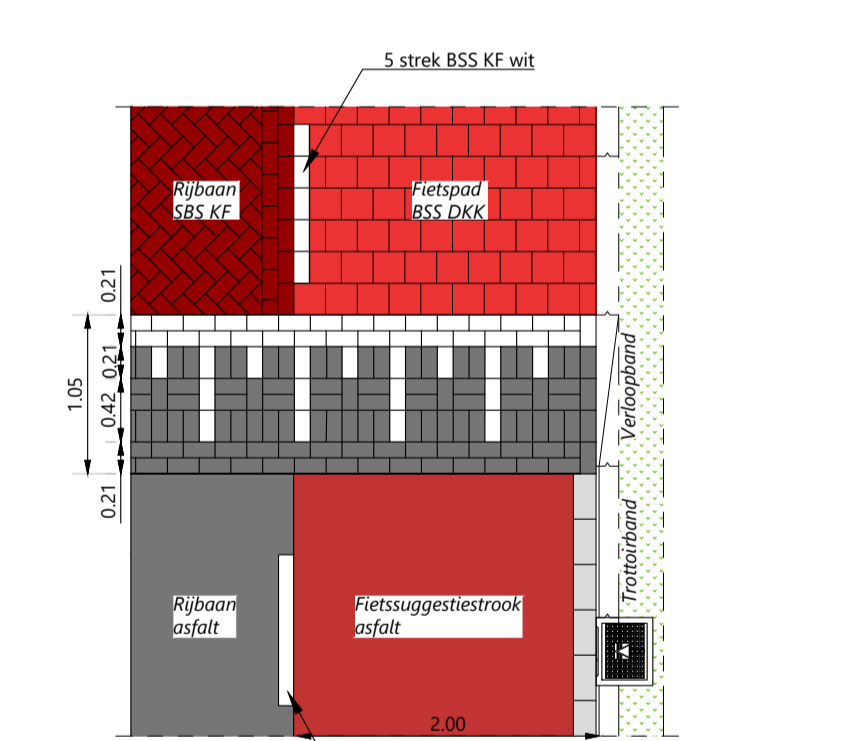 5 strek BSS KF wit
Rijbaan
SBS KF
Fietspad
BSS DKK
0.21
0.21
1.05
0.42
0.21
Verloopband
Trottoirband
Rijbaan
asfalt
Fietssuggestiestrook
asfalt
2.00